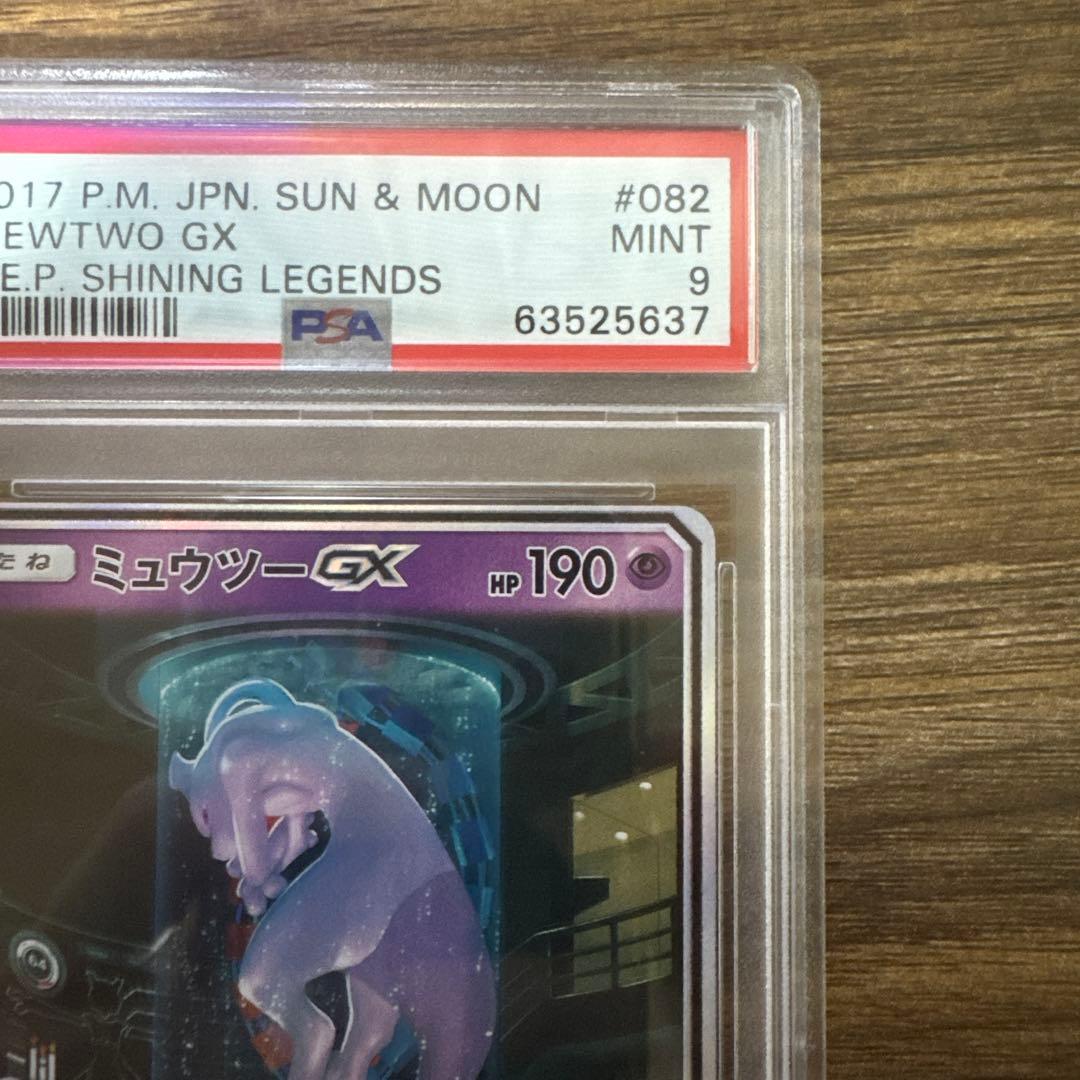 017 P.M. JPN. SUN & MOON #082
EWTWO GX MINT
E.P. SHINING LEGENDS 9
PSA 63525637
たね ミュウツーGX HP 190